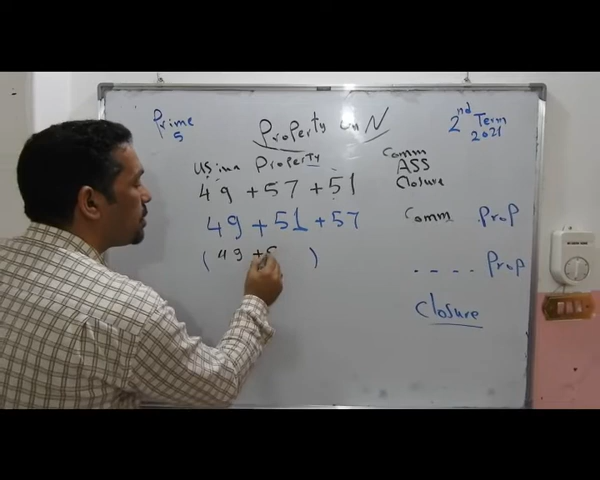 Prime 5
Property on N
2nd Term 2021
Using Property
Comm
ASS
Closure
49 + 57 + 51
49 + 51 + 57 Comm Prop
(49 + 5 ) .... Prop
Closure